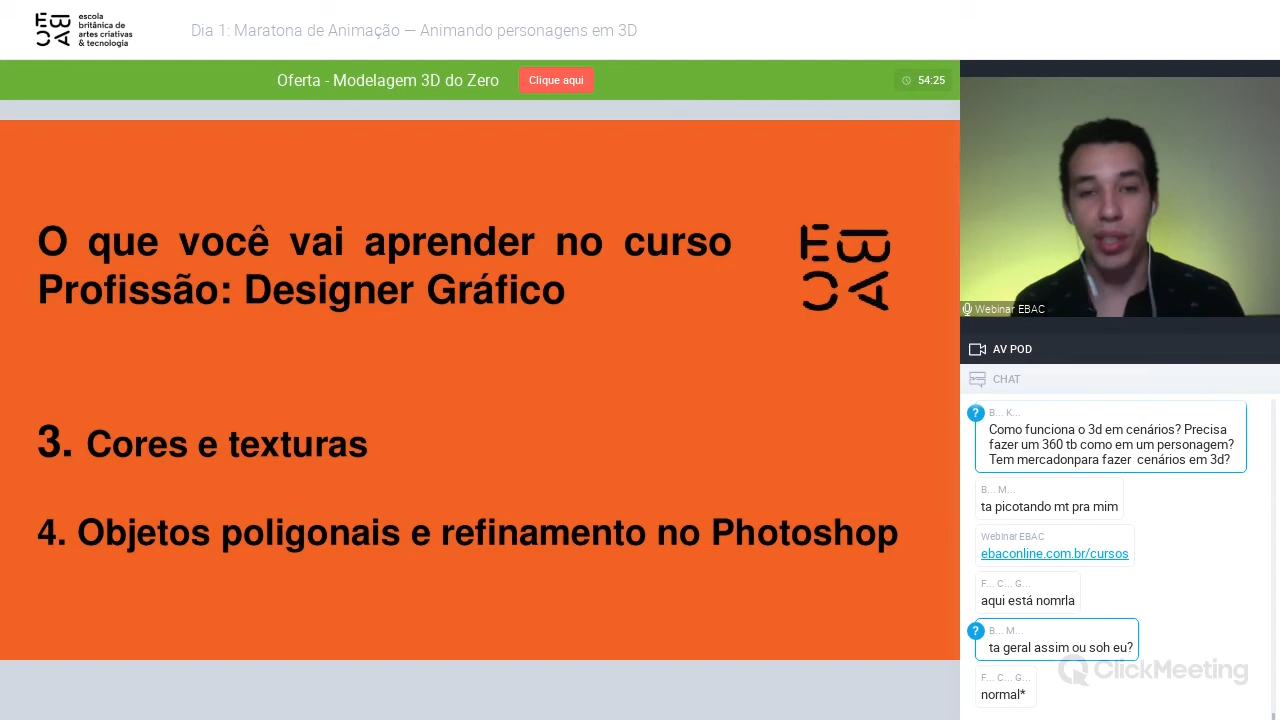 EBAC
escola
britânica de
artes criativas
& tecnologia
Dia 1: Maratona de Animação — Animando personagens em 3D
Oferta - Modelagem 3D do Zero
Clique aqui
54:25
O que você vai aprender no curso
Profissão: Designer Gráfico
EBAC
3. Cores e texturas
4. Objetos poligonais e refinamento no Photoshop
Webinar EBAC
AV POD
CHAT
? B... K...
Como funciona o 3d em cenários? Precisa
fazer um 360 tb como em um personagem?
Tem mercadonpara fazer  cenários em 3d?
B... M...
ta picotando mt pra mim
Webinar EBAC
ebaconline.com.br/cursos
F... C... G...
aqui está nomrla
? B... M...
ta geral assim ou soh eu?
F... C... G...
normal*
ClickMeeting